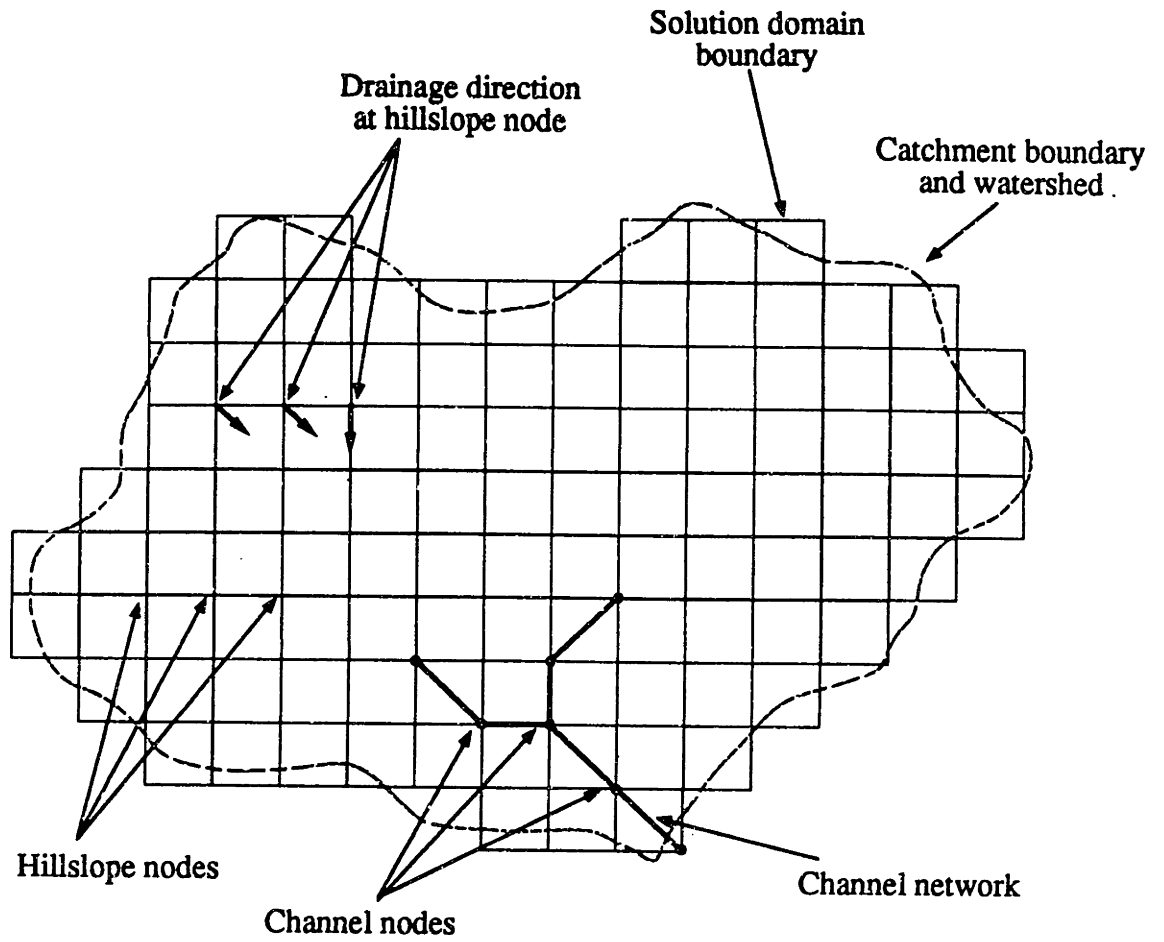 Solution domain
boundary
Drainage direction
at hillslope node
Catchment boundary
and watershed .
Hillslope nodes
Channel nodes
Channel network